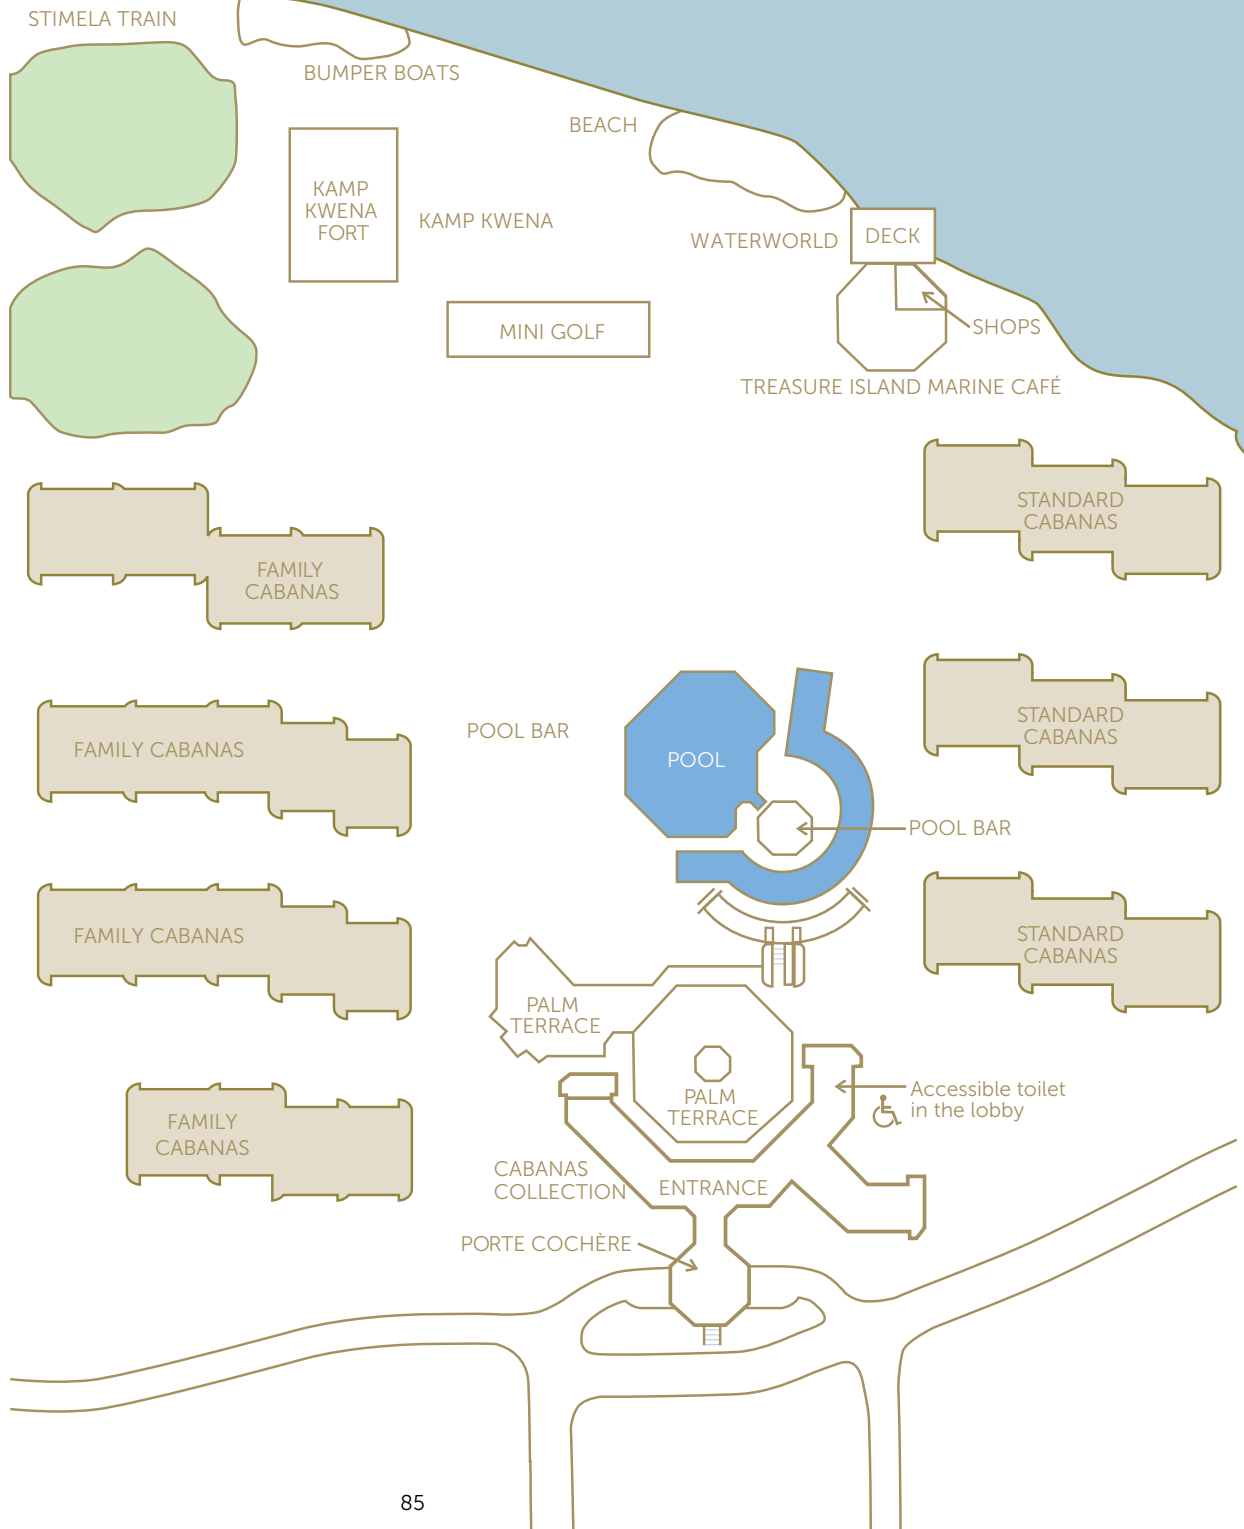 STIMELA TRAIN
BUMPER BOATS
BEACH
KAMP
KWENA
FORT
KAMP KWENA
WATERWORLD
DECK
MINI GOLF
SHOPS
TREASURE ISLAND MARINE CAFÉ
STANDARD
CABANAS
FAMILY
CABANAS
STANDARD
CABANAS
FAMILY CABANAS
POOL BAR
POOL
POOL BAR
FAMILY CABANAS
STANDARD
CABANAS
PALM
TERRACE
PALM
TERRACE
Accessible toilet
in the lobby
FAMILY
CABANAS
CABANAS
COLLECTION
ENTRANCE
PORTE COCHÈRE
85